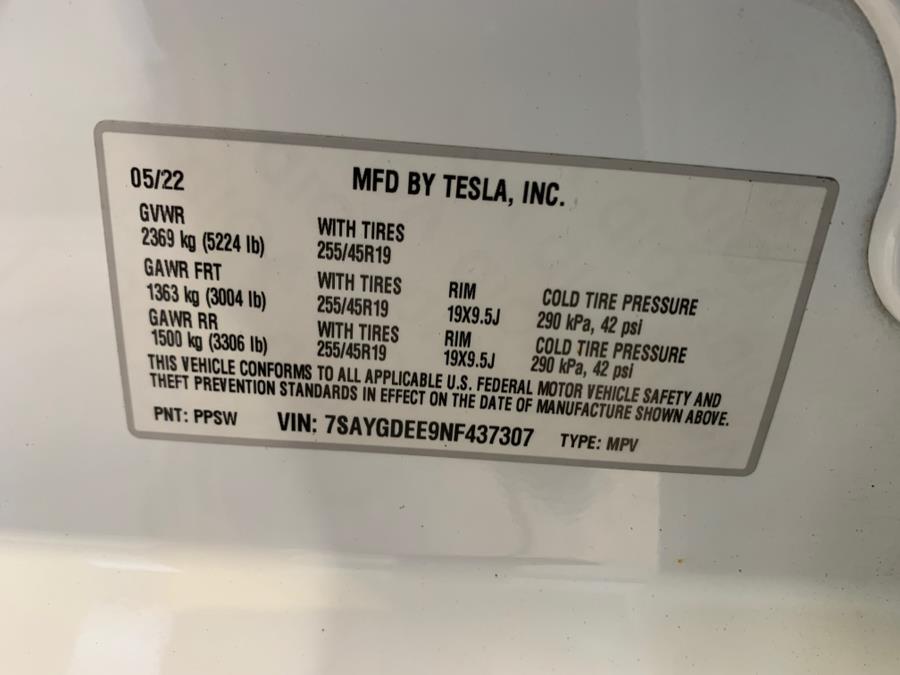 05/22 MFD BY TESLA, INC.
GVWR WITH TIRES
2369 kg (5224 lb) 255/45R19
GAWR FRT WITH TIRES RIM COLD TIRE PRESSURE
1363 kg (3004 lb) 255/45R19 19X9.5J 290 kPa, 42 psi
GAWR RR WITH TIRES RIM COLD TIRE PRESSURE
1500 kg (3306 lb) 255/45R19 19X9.5J 290 kPa, 42 psi
THIS VEHICLE CONFORMS TO ALL APPLICABLE U.S. FEDERAL MOTOR VEHICLE SAFETY AND
THEFT PREVENTION STANDARDS IN EFFECT ON THE DATE OF MANUFACTURE SHOWN ABOVE.
PNT: PPSW VIN: 7SAYGDEE9NF437307 TYPE: MPV